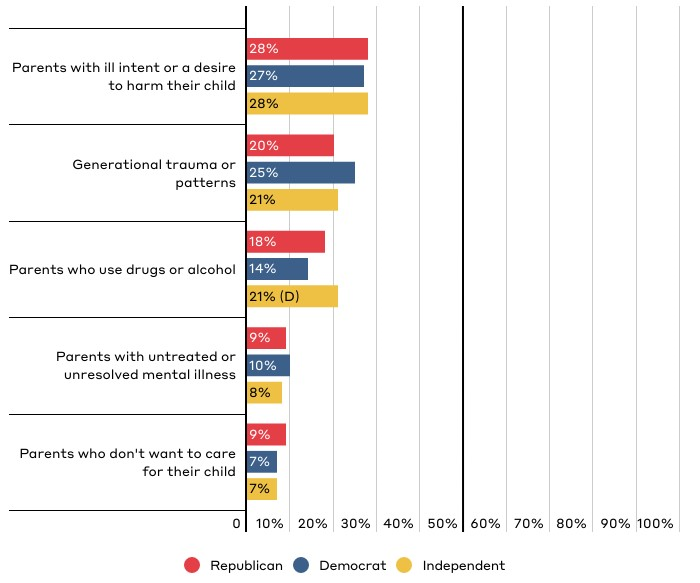 28%
Parents with ill intent or a desire
to harm their child
27%
28%
20%
Generational trauma or
patterns
25%
21%
18%
Parents who use drugs or alcohol
14%
21% (D)
9%
Parents with untreated or
unresolved mental illness
10%
8%
9%
Parents who don't want to care
for their child
7%
7%
0 10% 20% 30% 40% 50% 60% 70% 80% 90% 100%
Republican Democrat Independent